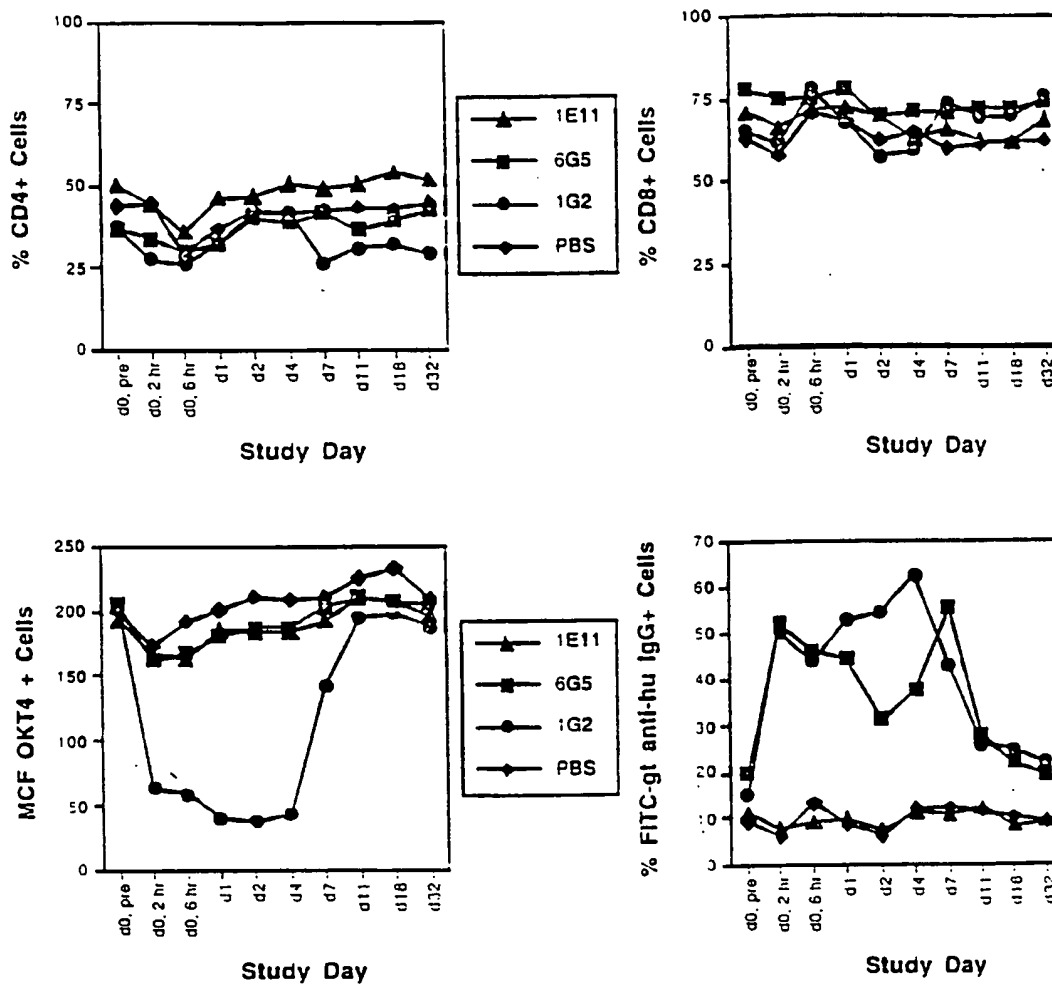 % CD4+ Cells
100
75
50
25
0
d0, pre
d0, 2 hr
d0, 6 hr
d1
d2
d4
d7
d11
d18
d32
Study Day
1E11
6G5
1G2
PBS
% CD8+ Cells
100
75
50
25
0
d0, pre
d0, 2 hr
d0, 6 hr
d1
d2
d4
d7
d11
d18
d32
Study Day
MCF OKT4 + Cells
250
200
150
100
50
0
d0, pre
d0, 2 hr
d0, 6 hr
d1
d2
d4
d7
d11
d18
d32
Study Day
1E11
6G5
1G2
PBS
% FITC-gt anti-hu IgG+ Cells
70
60
50
40
30
20
10
0
d0, pre
d0, 2 hr
d0, 6 hr
d1
d2
d4
d7
d11
d18
d32
Study Day